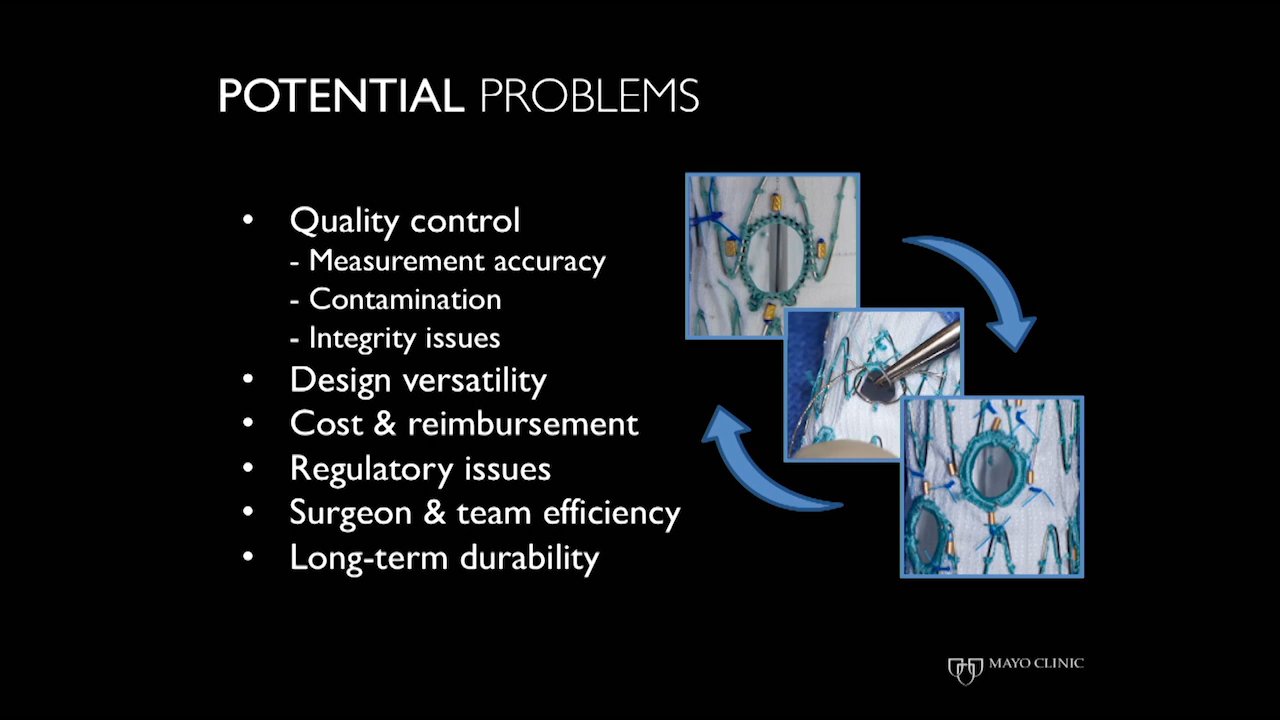 POTENTIAL PROBLEMS
• Quality control
- Measurement accuracy
- Contamination
- Integrity issues
• Design versatility
• Cost & reimbursement
• Regulatory issues
• Surgeon & team efficiency
• Long-term durability
MAYO CLINIC